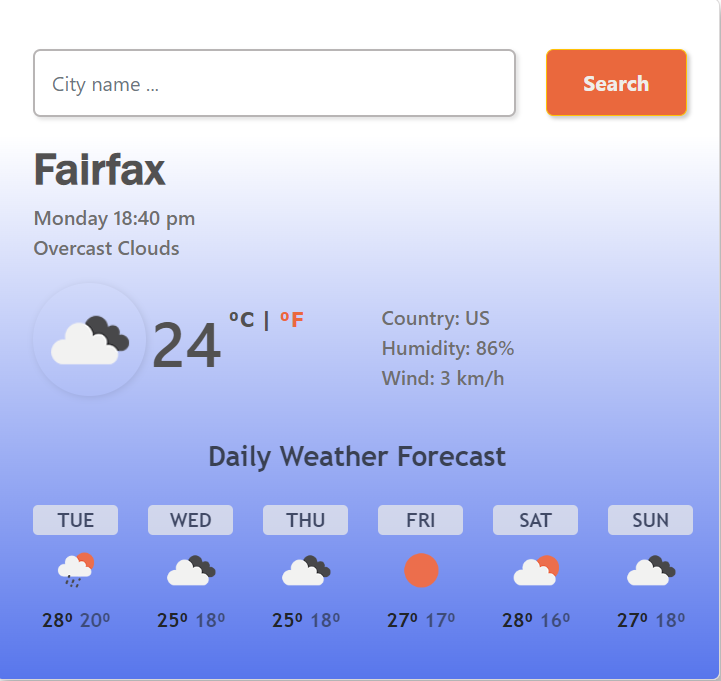 City name ...
Search
Fairfax
Monday 18:40 pm
Overcast Clouds
24 ºC | ºF
Country: US
Humidity: 86%
Wind: 3 km/h
Daily Weather Forecast
TUE WED THU FRI SAT SUN
28º 20º 25º 18º 25º 18º 27º 17º 28º 16º 27º 18º